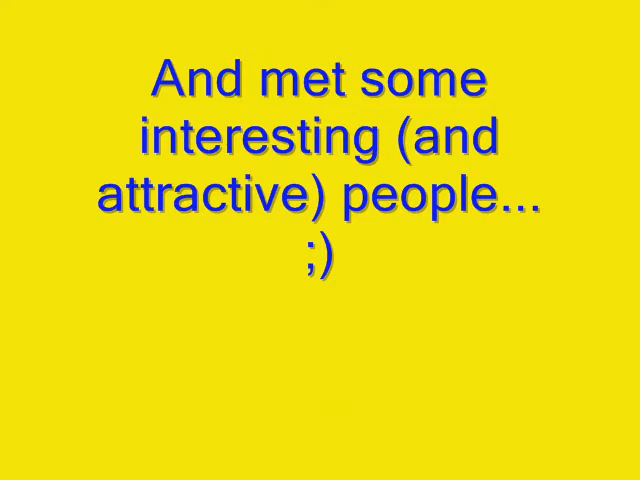 And met some
interesting (and
attractive) people...
;)